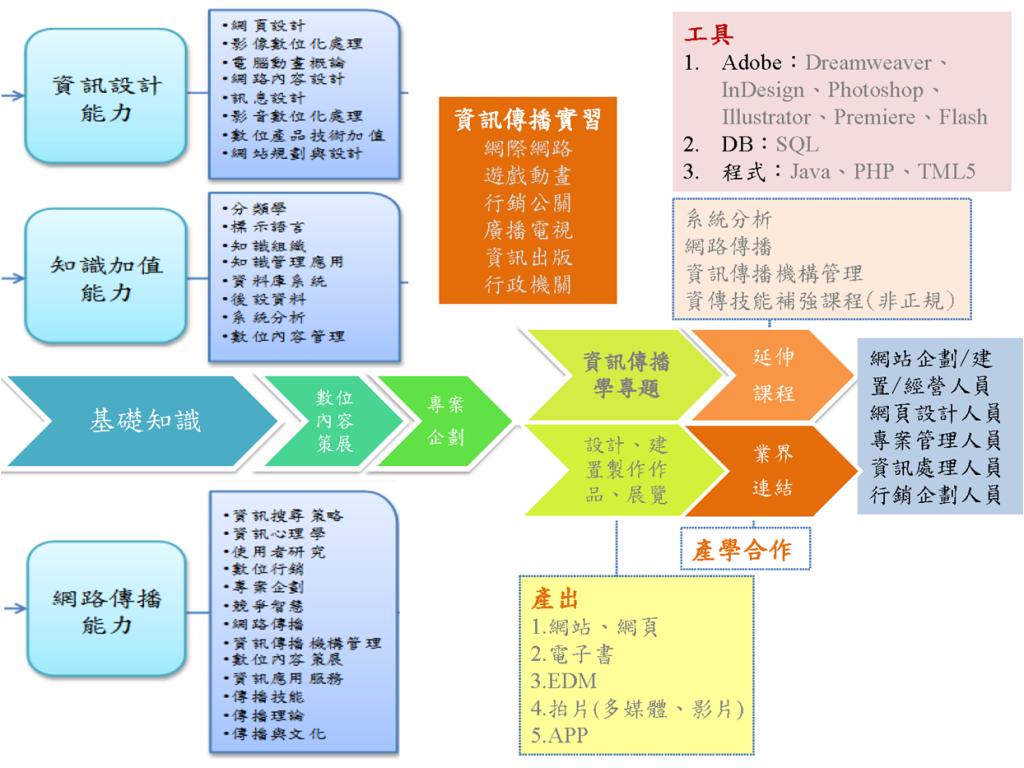 資訊設計
能力
•網頁設計
•影像數位化處理
•電腦動畫概論
•網路內容設計
•訊息設計
•影音數位化處理
•數位產品技術加值
•網站規劃與設計
知識加值
能力
•分類學
•標示語言
•知識組織
•知識管理應用
•資料庫系統
•後設資料
•系統分析
•數位內容管理
資訊傳播實習
網際網路
遊戲動畫
行銷公關
廣播電視
資訊出版
行政機關
工具
1. Adobe：Dreamweaver、
InDesign、Photoshop、
Illustrator、Premiere、Flash
2. DB：SQL
3. 程式：Java、PHP、TML5
系統分析
網路傳播
資訊傳播機構管理
資傳技能補強課程(非正規)
基礎知識
數位
內容
策展
專案
企劃
資訊傳播
學專題
延伸
課程
設計、建
置製作作
品、展覽
業界
連結
網站企劃/建
置/經營人員
網頁設計人員
專案管理人員
資訊處理人員
行銷企劃人員
產學合作
網路傳播
能力
•資訊搜尋策略
•資訊心理學
•使用者研究
•數位行銷
•專案企劃
•競爭智慧
•網路傳播
•資訊傳播機構管理
•數位內容策展
•資訊應用服務
•傳播技能
•傳播理論
•傳播與文化
產出
1.網站、網頁
2.電子書
3.EDM
4.拍片(多媒體、影片)
5.APP